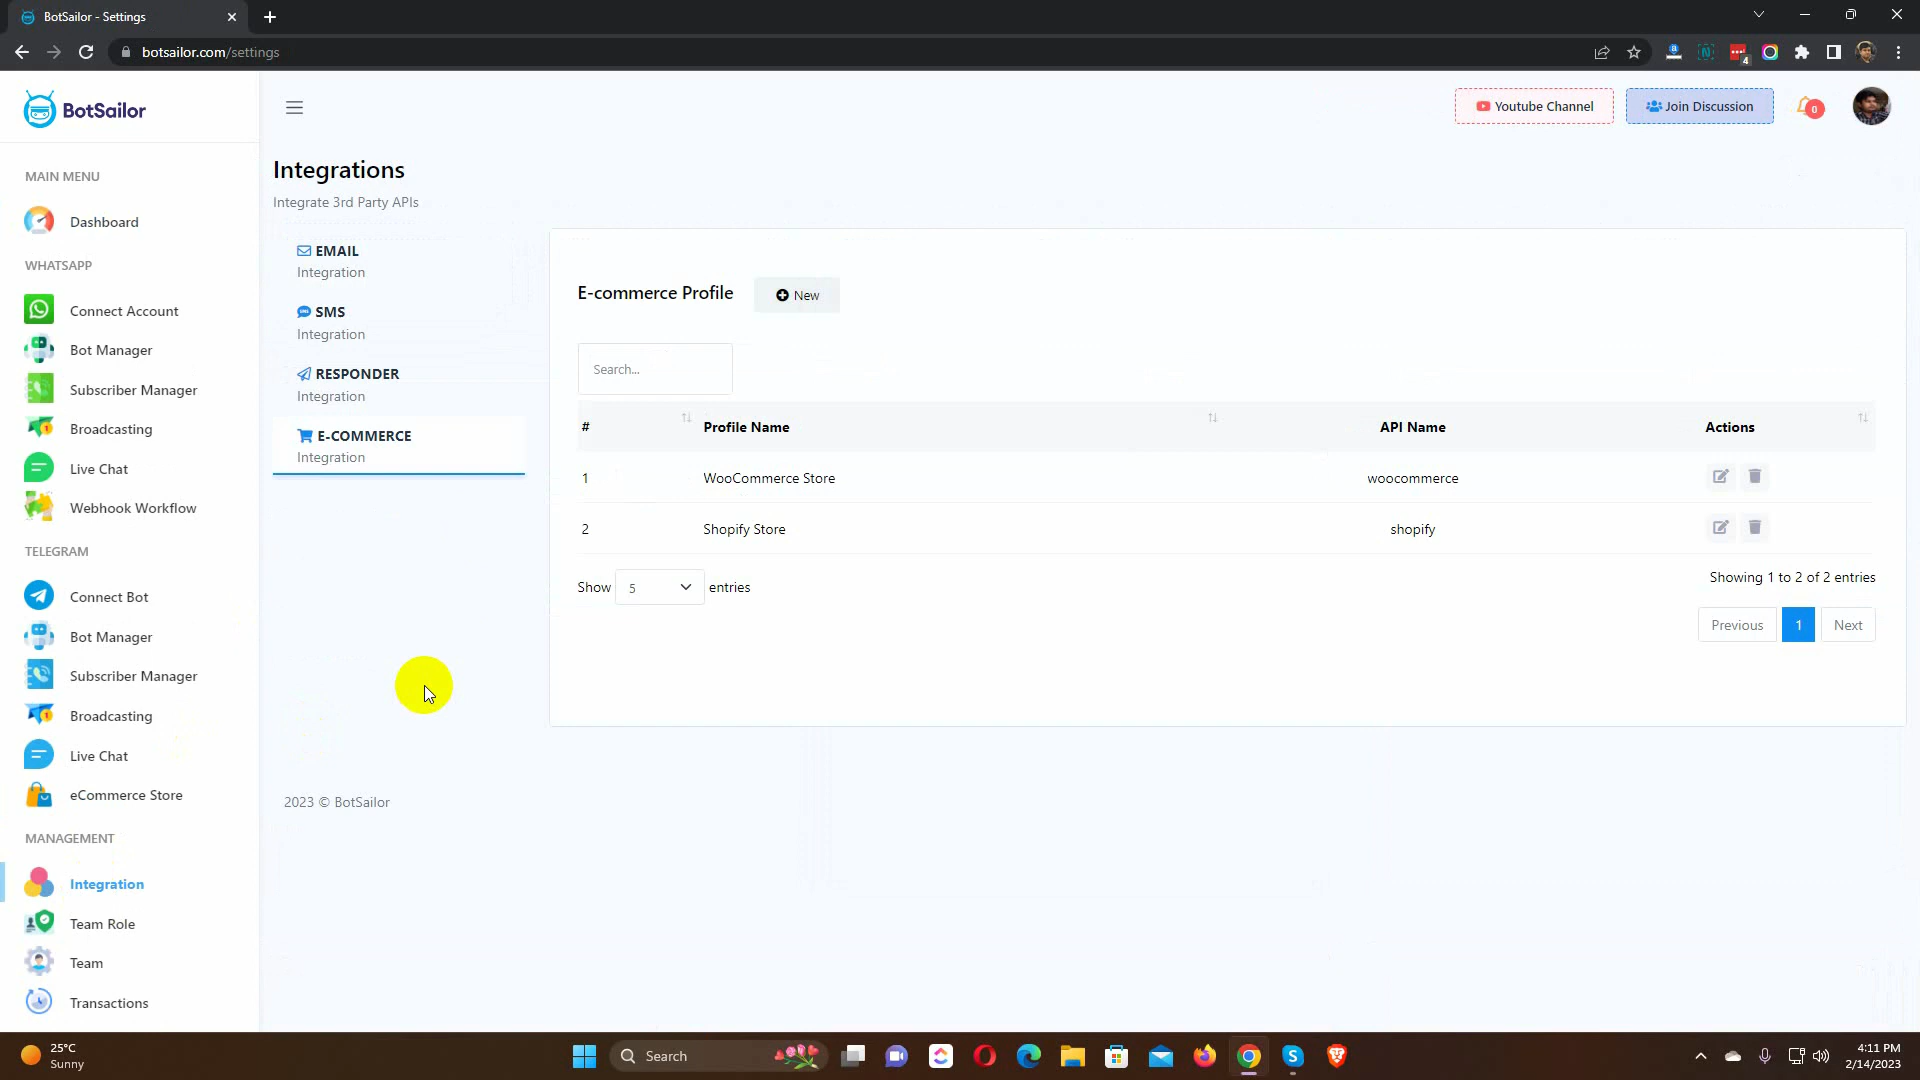 BotSailor - Settings
botsailor.com/settings
4
BotSailor
Youtube Channel
Join Discussion
0
MAIN MENU
Dashboard
WHATSAPP
Connect Account
Bot Manager
Subscriber Manager
Broadcasting
Live Chat
Webhook Workflow
TELEGRAM
Connect Bot
Bot Manager
Subscriber Manager
Broadcasting
Live Chat
eCommerce Store
MANAGEMENT
Integration
Team Role
Team
Transactions
Integrations
Integrate 3rd Party APIs
EMAIL
Integration
SMS
Integration
RESPONDER
Integration
E-COMMERCE
Integration
E-commerce Profile
New
Search...
# Profile Name API Name Actions
1 WooCommerce Store woocommerce
2 Shopify Store shopify
Show 5 entries
Showing 1 to 2 of 2 entries
Previous 1 Next
2023 © BotSailor
25°C
Sunny
Search
4:11 PM
2/14/2023